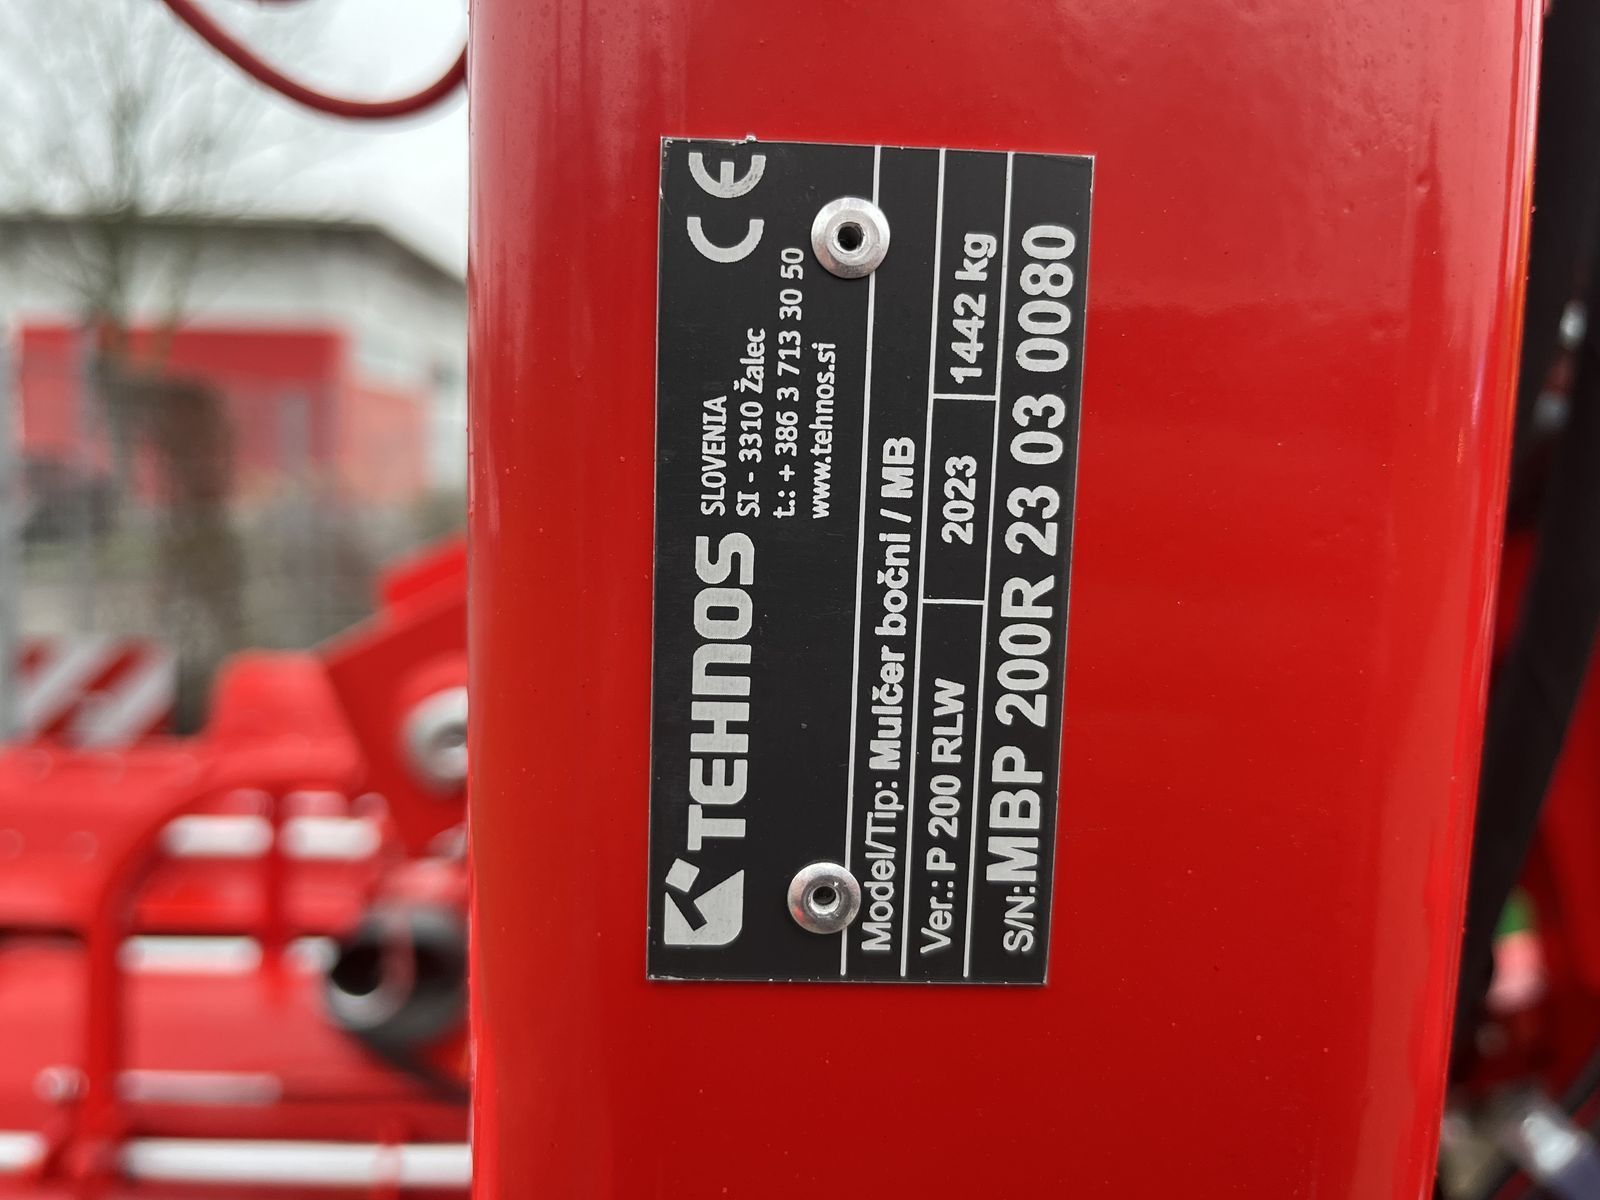 TEHNOS
SLOVENIA
SI - 3310 Žalec
t.: + 386 3 713 30 50
www.tehnos.si
CE
Model/Tip: Mulčer bočni / MB
Ver.: P 200 RLW 2023 1442 kg
S/N: MBP 200R 23 03 0080